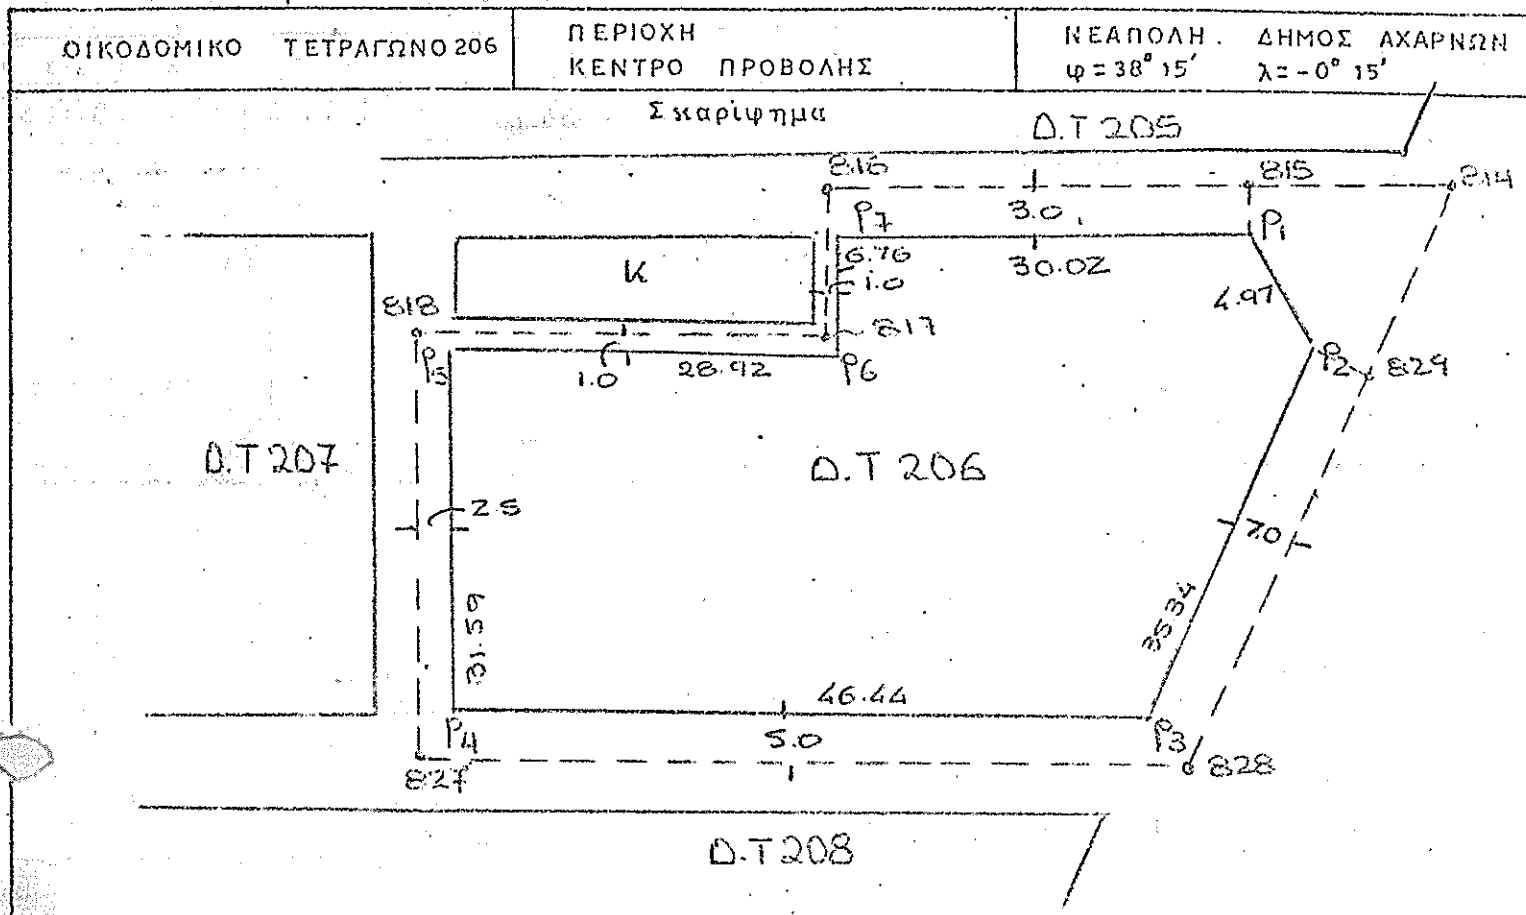 ΟΙΚΟΔΟΜΙΚΟ ΤΕΤΡΑΓΩΝΟ 206
ΠΕΡΙΟΧΗ
ΚΕΝΤΡΟ ΠΡΟΒΟΛΗΣ
ΝΕΑΠΟΛΗ. ΔΗΜΟΣ ΑΧΑΡΝΩΝ
φ = 38° 15′ λ = -0° 15′
Σκαρίφημα
Ο.Τ 205
816
815
814
P7
3.0
P1
6.76
30.02
K
1.0
4.97
818
817
P5
1.0
28.92
P6
P2
829
Ο.Τ 207
Ο.Τ 206
2.5
7.0
31.59
35.34
46.44
P4
5.0
P3
827
828
Ο.Τ 208